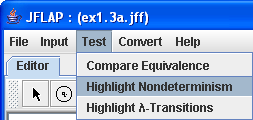 JFLAP : (ex1.3a.jff)
File Input Test Convert Help
Editor
Compare Equivalence
Highlight Nondeterminism
Highlight λ-Transitions